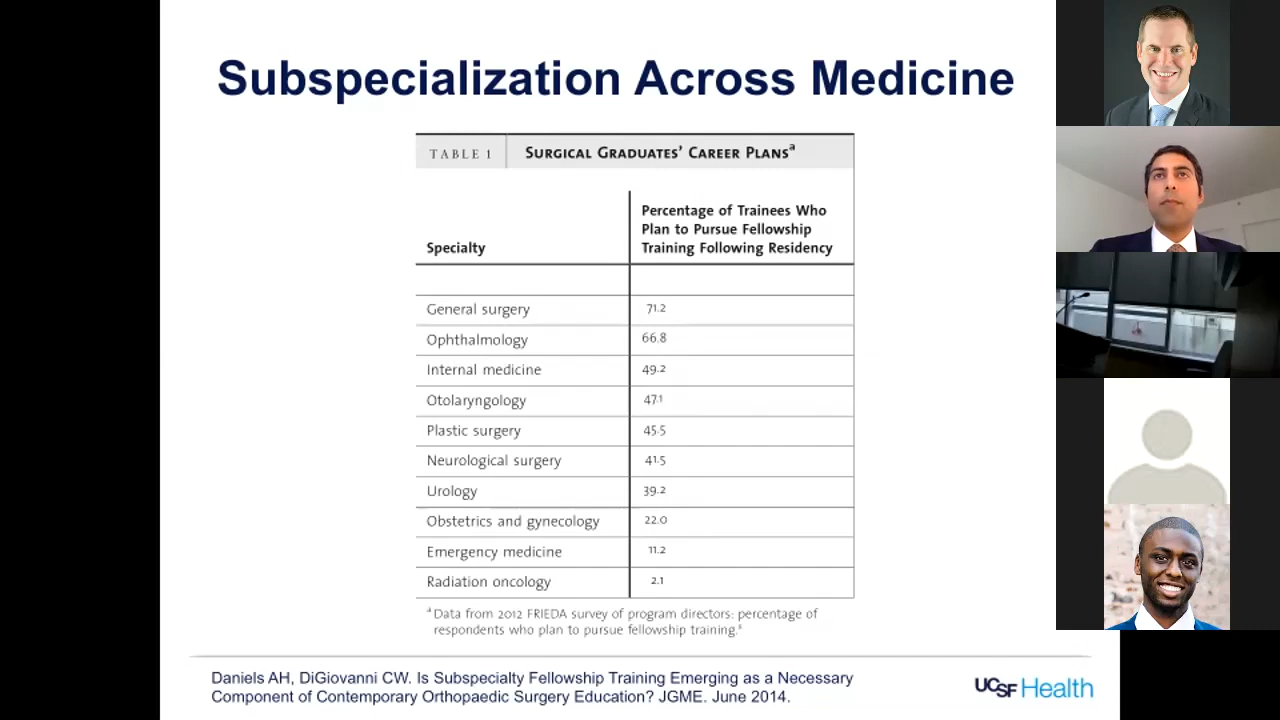 Subspecialization Across Medicine
TABLE 1 SURGICAL GRADUATES' CAREER PLANSa
Percentage of Trainees Who
Plan to Pursue Fellowship
Specialty Training Following Residency
General surgery 71.2
Ophthalmology 66.8
Internal medicine 49.2
Otolaryngology 47.1
Plastic surgery 45.5
Neurological surgery 41.5
Urology 39.2
Obstetrics and gynecology 22.0
Emergency medicine 11.2
Radiation oncology 2.1
a Data from 2012 FRIEDA survey of program directors: percentage of
respondents who plan to pursue fellowship training.
Daniels AH, DiGiovanni CW. Is Subspecialty Fellowship Training Emerging as a Necessary
Component of Contemporary Orthopaedic Surgery Education? JGME. June 2014.
UCSF Health